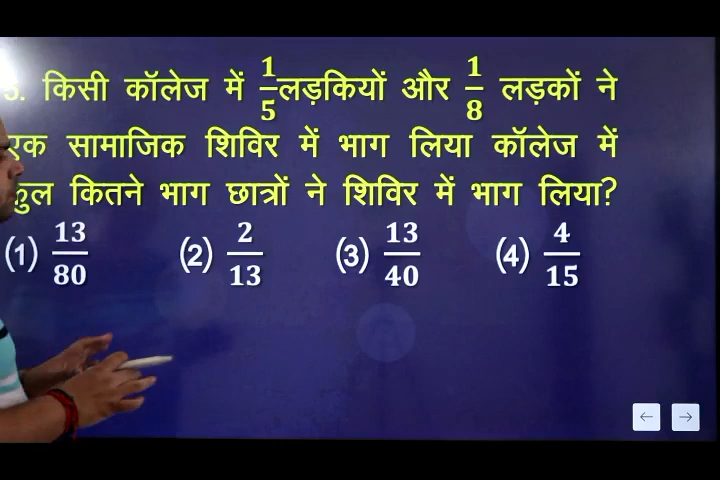 5. किसी कॉलेज में 1/5 लड़कियों और 1/8 लड़कों ने
एक सामाजिक शिविर में भाग लिया कॉलेज में
कुल कितने भाग छात्रों ने शिविर में भाग लिया?
(1) 13/80 (2) 2/13 (3) 13/40 (4) 4/15